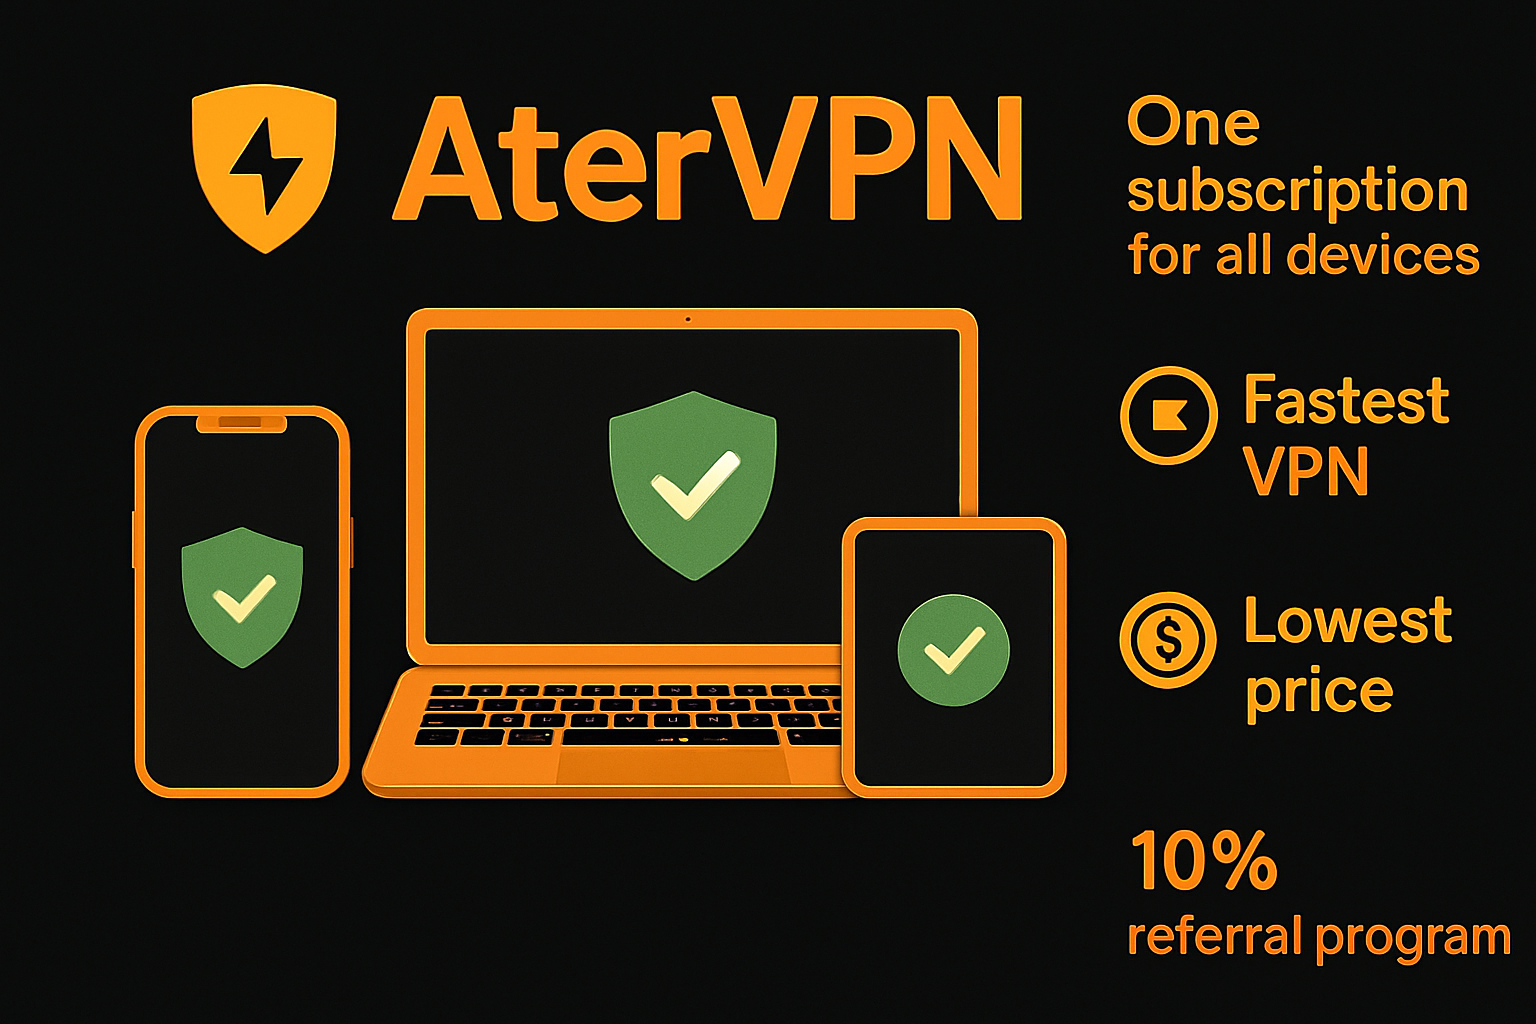 AterVPN
One
subscription
for all devices
Fastest
VPN
$
Lowest
price
10%
referral program